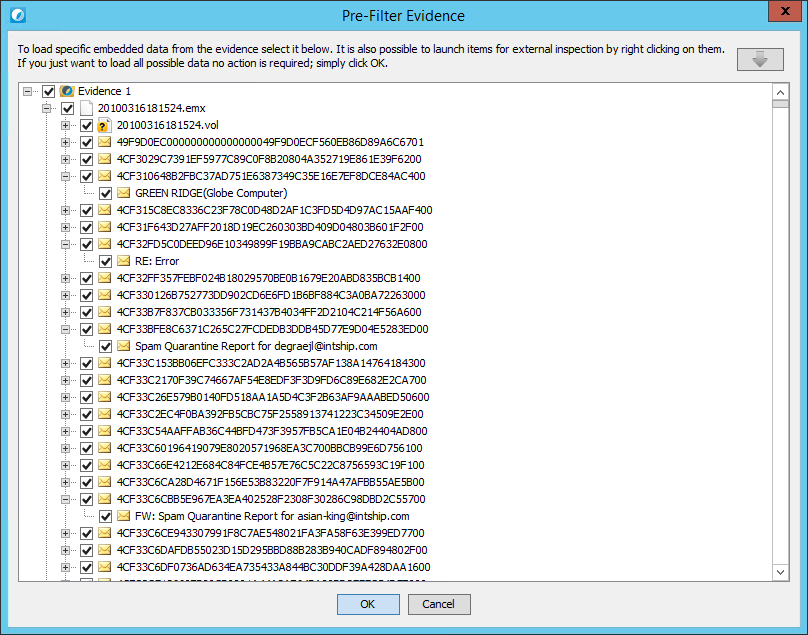 Pre-Filter Evidence
To load specific embedded data from the evidence select it below. It is also possible to launch items for external inspection by right clicking on them.
If you just want to load all possible data no action is required; simply click OK.
Evidence 1
20100316181524.emx
20100316181524.vol
49F9D0EC00000000000000049F9D0ECF560EB86D89A6C6701
4CF3029C7391EF5977C89C0F8B20804A352719E861E39F6200
4CF310648B2FBC37AD751E6387349C35E16E7EF8DCE84AC400
GREEN RIDGE(Globe Computer)
4CF315C8EC8336C23F78C0D48D2AF1C3FD5D4D97AC15AAF400
4CF31F643D27AFF2018D19EC260303BD409D04803B601F2F00
4CF32FD5C0DEED96E10349899F19BBA9CABC2AED27632E0800
RE: Error
4CF32FF357FEBF024B18029570BE0B1679E20ABD835BCB1400
4CF330126B752773DD902CD6E6FD1B6BF884C3A0BA72263000
4CF33B7F837CB033356F731437B4034FF2D2104C214F56A600
4CF33BFE8C6371C265C27FCDEDB3DDB45D77E9D04E5283ED00
Spam Quarantine Report for degraejl@intship.com
4CF33C153BB06EFC333C2AD2A4B565B57AF138A14764184300
4CF33C2170F39C74667AF54E8EDF3F3D9FD6C89E682E2CA700
4CF33C26E579B0140FD518AA1A5D4C3F2B63AF9AAABED50600
4CF33C2EC4F0BA392FB5CBC75F2558913741223C34509E2E00
4CF33C54AAFFAB36C44BFD473F3957FB5CA1E04B24404AD800
4CF33C60196419079E8020571968EA3C700BBCB99E6D756100
4CF33C66E4212E684C84FCE4B57E76C5C22C8756593C19F100
4CF33C6CA28D4671F156E53B83220F7F914A47AFBB55AE5B00
4CF33C6CBB5E967EA3EA402528F2308F30286C98DBD2C55700
FW: Spam Quarantine Report for asian-king@intship.com
4CF33C6CE943307991F8C7AE548021FA3FA58F63E399ED7700
4CF33C6DAFDB55023D15D295BBD88B283B940CADF894802F00
4CF33C6DF0736AD634EA735433A844BC30DDF39A428DAA1600
OK
Cancel